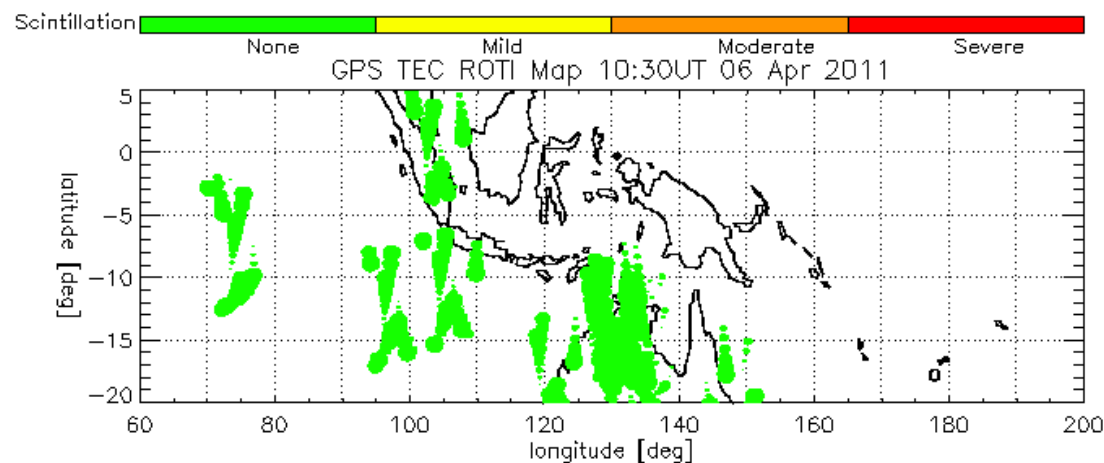 Scintillation
None Mild Moderate Severe
GPS TEC ROTI Map 10:30UT 06 Apr 2011
5
0
−5
−10
−15
−20
latitude [deg]
60 80 100 120 140 160 180 200
longitude [deg]